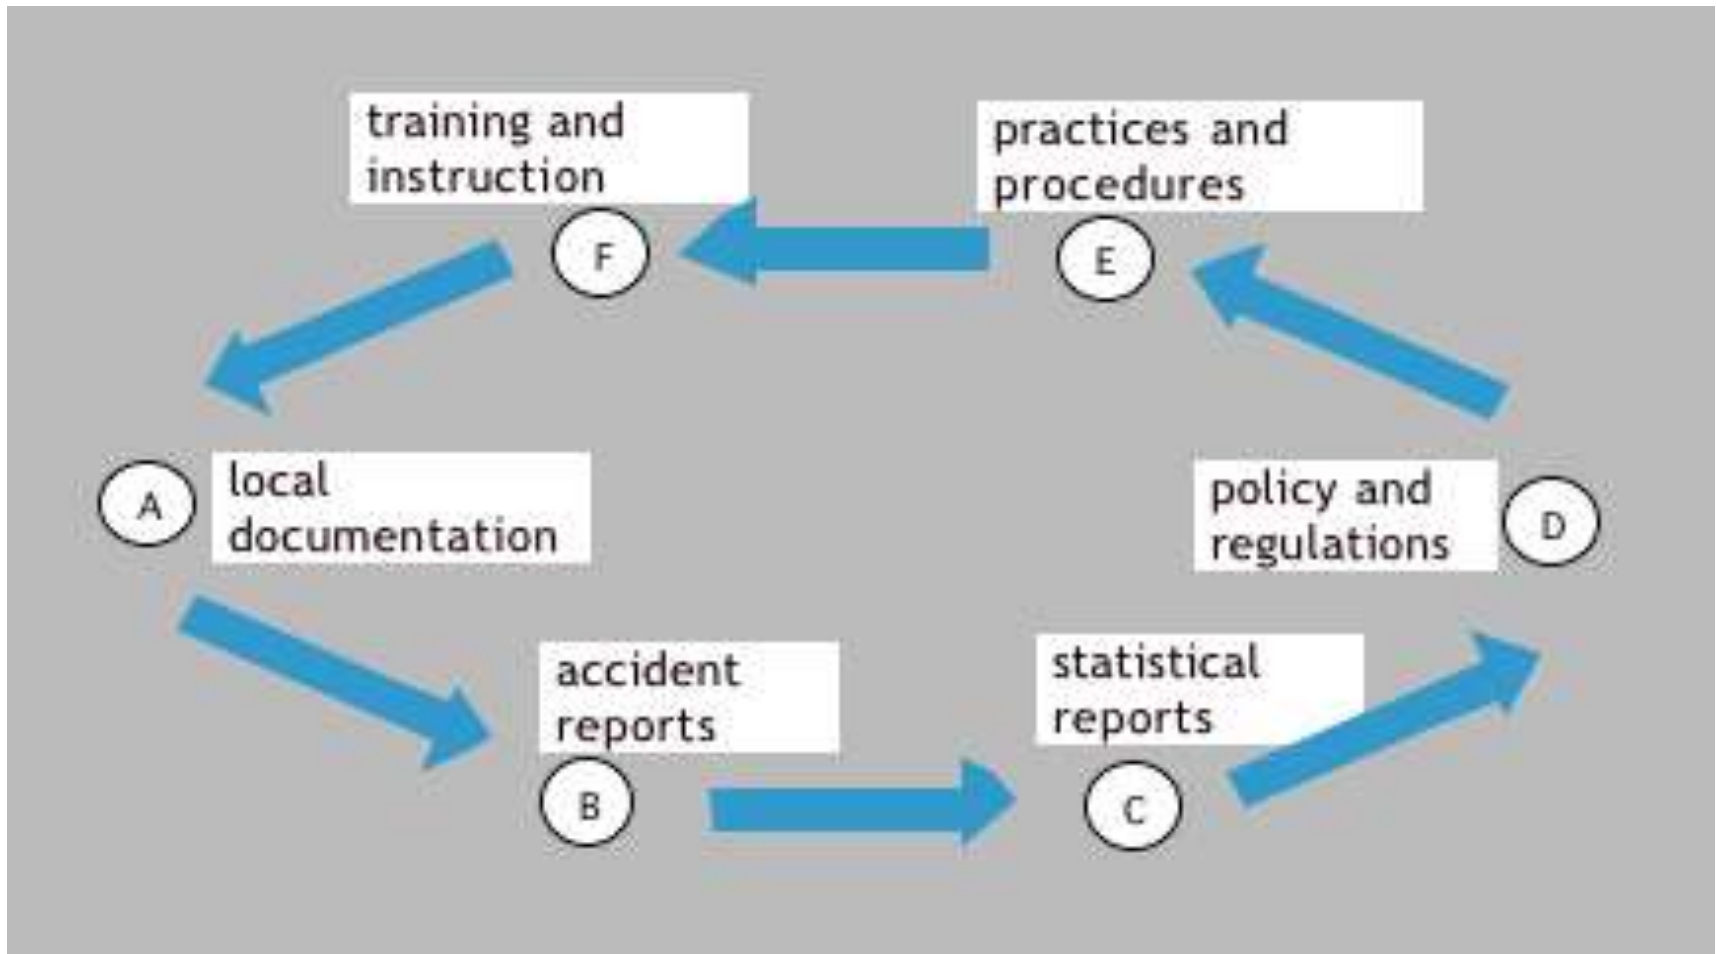 training and
instruction
F
practices and
procedures
E
A
local
documentation
policy and
regulations
D
accident
reports
B
statistical
reports
C